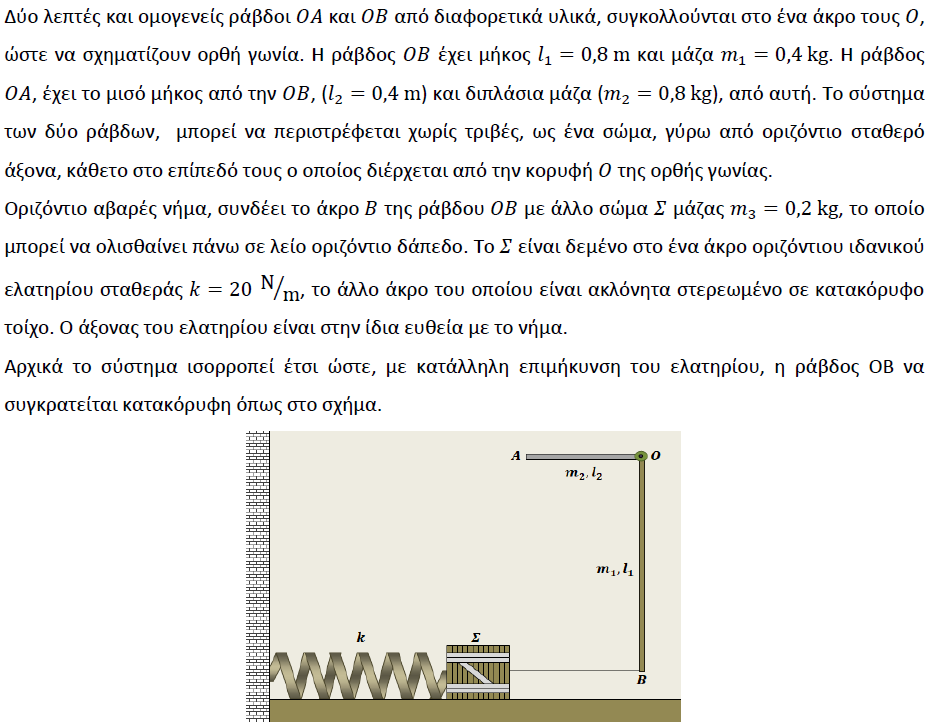 Δύο λεπτές και ομογενείς ράβδοι OA και OB από διαφορετικά υλικά, συγκολλούνται στο ένα άκρο τους O,
ώστε να σχηματίζουν ορθή γωνία. Η ράβδος OB έχει μήκος l₁ = 0,8 m και μάζα m₁ = 0,4 kg. Η ράβδος
OA, έχει το μισό μήκος από την OB, (l₂ = 0,4 m) και διπλάσια μάζα (m₂ = 0,8 kg), από αυτή. Το σύστημα
των δύο ράβδων, μπορεί να περιστρέφεται χωρίς τριβές, ως ένα σώμα, γύρω από οριζόντιο σταθερό
άξονα, κάθετο στο επίπεδό τους ο οποίος διέρχεται από την κορυφή O της ορθής γωνίας.
Οριζόντιο αβαρές νήμα, συνδέει το άκρο B της ράβδου OB με άλλο σώμα Σ μάζας m₃ = 0,2 kg, το οποίο
μπορεί να ολισθαίνει πάνω σε λείο οριζόντιο δάπεδο. Το Σ είναι δεμένο στο ένα άκρο οριζόντιου ιδανικού
ελατηρίου σταθεράς k = 20 N/m, το άλλο άκρο του οποίου είναι ακλόνητα στερεωμένο σε κατακόρυφο
τοίχο. Ο άξονας του ελατηρίου είναι στην ίδια ευθεία με το νήμα.
Αρχικά το σύστημα ισορροπεί έτσι ώστε, με κατάλληλη επιμήκυνση του ελατηρίου, η ράβδος ΟΒ να
συγκρατείται κατακόρυφη όπως στο σχήμα.
A O
m₂, l₂
m₁, l₁
k Σ
B